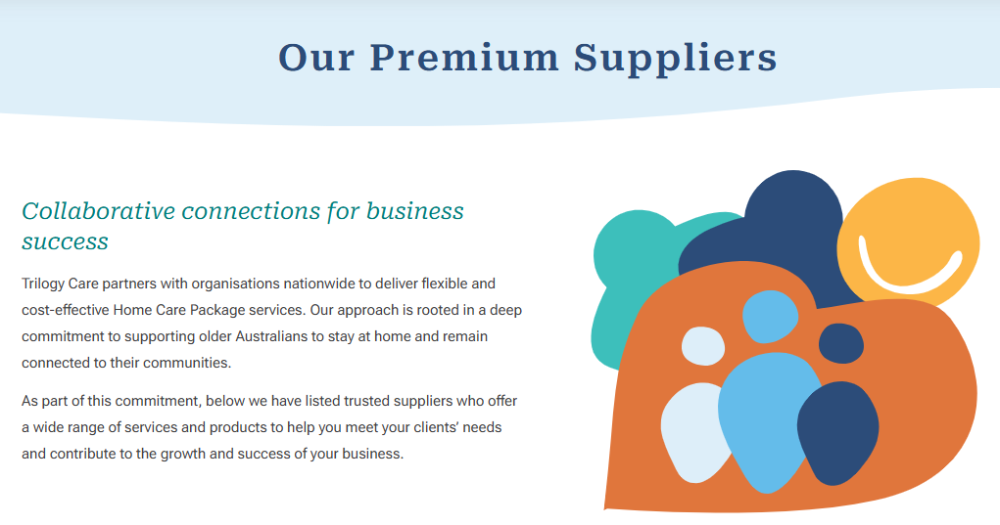 Our Premium Suppliers
Collaborative connections for business
success
Trilogy Care partners with organisations nationwide to deliver flexible and
cost-effective Home Care Package services. Our approach is rooted in a deep
commitment to supporting older Australians to stay at home and remain
connected to their communities.
As part of this commitment, below we have listed trusted suppliers who offer
a wide range of services and products to help you meet your clients’ needs
and contribute to the growth and success of your business.